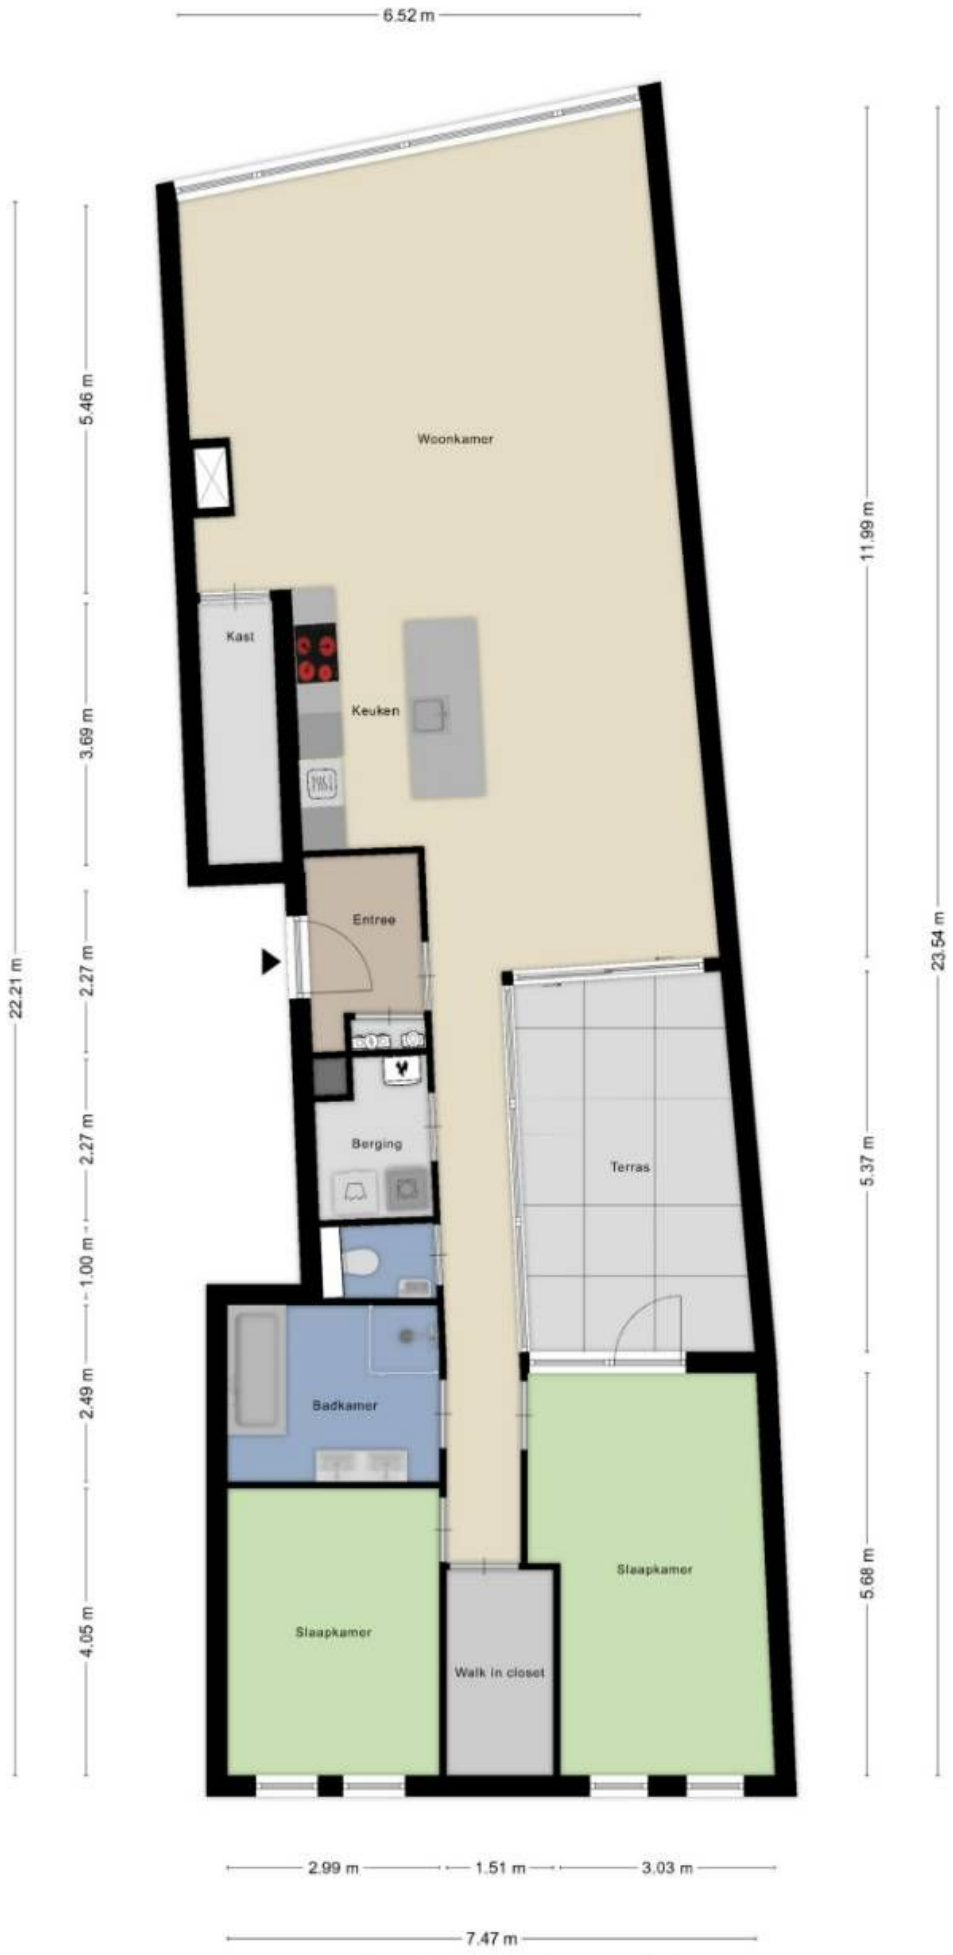 6.52 m
5.46 m
Woonkamer
11.99 m
Kast
Keuken
3.69 m
Entree
23.54 m
22.21 m
2.27 m
Berging
2.27 m
Terras
5.37 m
1.00 m
Badkamer
2.49 m
Slaapkamer
5.68 m
Slaapkamer
4.05 m
Walk in closet
2.99 m
1.51 m
3.03 m
7.47 m